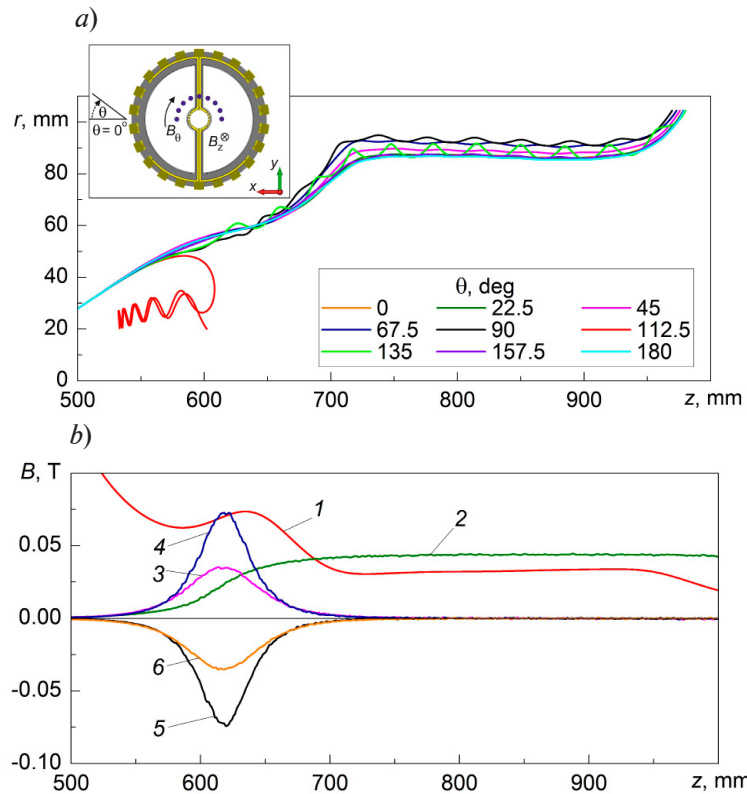 a)
r, mm
80
60
40
20
0
θ
θ = 0°
Bθ
Bz⊗
y
x
θ, deg
0 22.5 45
67.5 90 112.5
135 157.5 180
500 600 700 800 900 z, mm
b)
B, T
0.05
0.00
-0.05
-0.10
1
2
4
3
6
5
500 600 700 800 900 z, mm